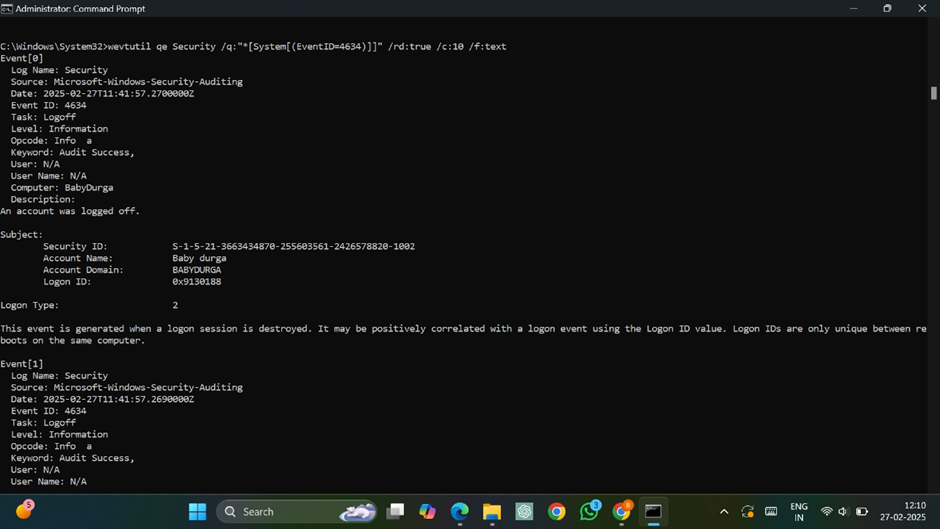 Administrator: Command Prompt
C:\Windows\System32>wevtutil qe Security /q:"*[System[(EventID=4634)]]" /rd:true /c:10 /f:text
Event[0]
  Log Name: Security
  Source: Microsoft-Windows-Security-Auditing
  Date: 2025-02-27T11:41:57.2700000Z
  Event ID: 4634
  Task: Logoff
  Level: Information
  Opcode: Info  a
  Keyword: Audit Success,
  User: N/A
  User Name: N/A
  Computer: BabyDurga
  Description:
An account was logged off.
Subject:
        Security ID:            S-1-5-21-3663434870-255603561-2426578820-1002
        Account Name:           Baby durga
        Account Domain:         BABYDURGA
        Logon ID:               0x9130188
Logon Type:                     2
This event is generated when a logon session is destroyed. It may be positively correlated with a logon event using the Logon ID value. Logon IDs are only unique between re
boots on the same computer.
Event[1]
  Log Name: Security
  Source: Microsoft-Windows-Security-Auditing
  Date: 2025-02-27T11:41:57.2690000Z
  Event ID: 4634
  Task: Logoff
  Level: Information
  Opcode: Info  a
  Keyword: Audit Success,
  User: N/A
  User Name: N/A
5
Search
3
8
ENG
IN
12:10
27-02-2025